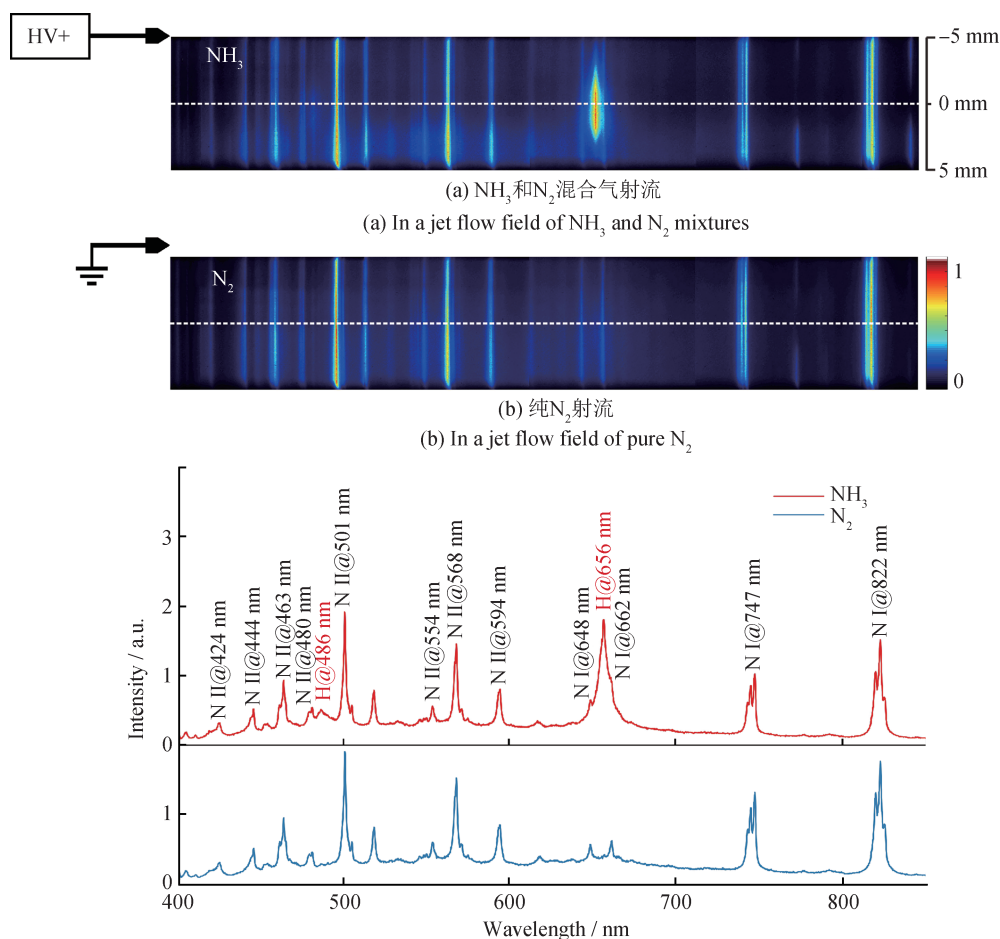 HV+
NH₃
−5 mm
0 mm
5 mm
(a) NH₃和N₂混合气射流
(a) In a jet flow field of NH₃ and N₂ mixtures
N₂
1
0
(b) 纯N₂射流
(b) In a jet flow field of pure N₂
NH₃
N₂
N II@424 nm
N II@444 nm
N II@463 nm
N II@480 nm
H@486 nm
N II@501 nm
N II@554 nm
N II@568 nm
N II@594 nm
N I@648 nm
H@656 nm
N I@662 nm
N I@747 nm
N I@822 nm
Intensity / a.u.
3
2
1
0
1
0
400
500
600
700
800
Wavelength / nm